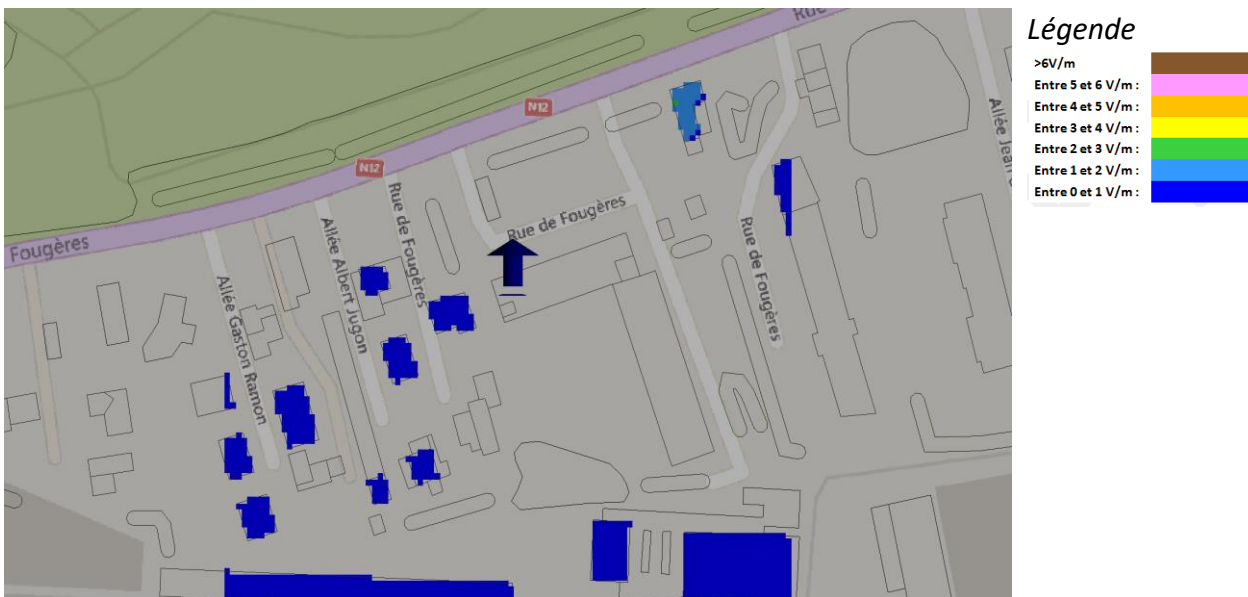 Rue
N12
N12
Fougères
Rue de Fougères
Rue de Fougères
Rue de Fougères
Allée Albert Jugon
Allée Gaston Ramon
Allée Jean
Légende
>6V/m
Entre 5 et 6 V/m :
Entre 4 et 5 V/m :
Entre 3 et 4 V/m :
Entre 2 et 3 V/m :
Entre 1 et 2 V/m :
Entre 0 et 1 V/m :